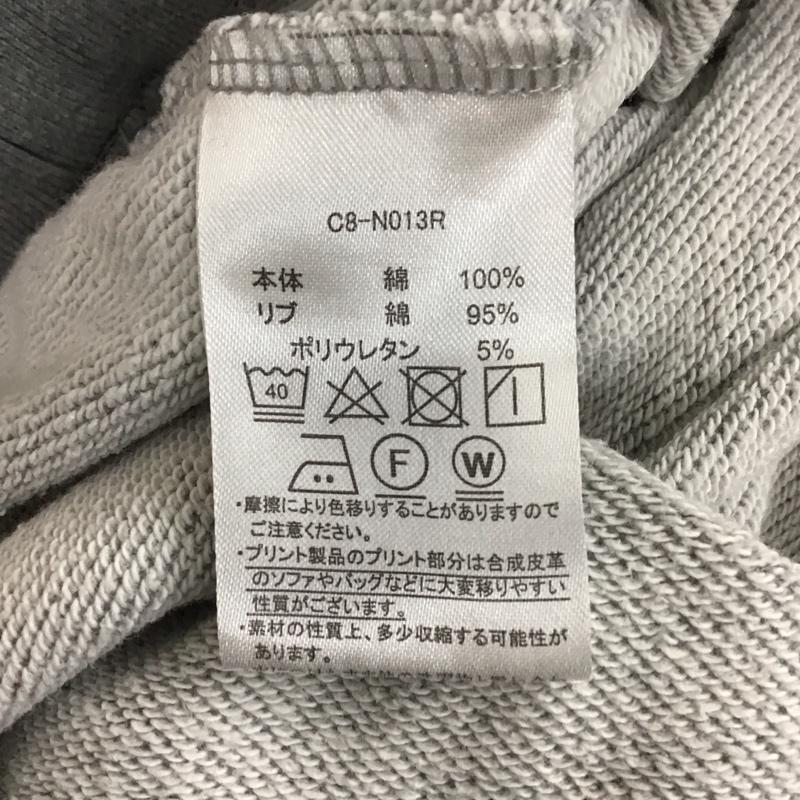 C8-N013R
本体 綿 100%
リブ 綿 95%
ポリウレタン 5%
40
F W
・摩擦により色移りすることがありますので
ご注意ください。
・プリント製品のプリント部分は合成皮革
のソファやバッグなどに大変移りやすい
性質がございます。
・素材の性質上、多少収縮する可能性が
あります。